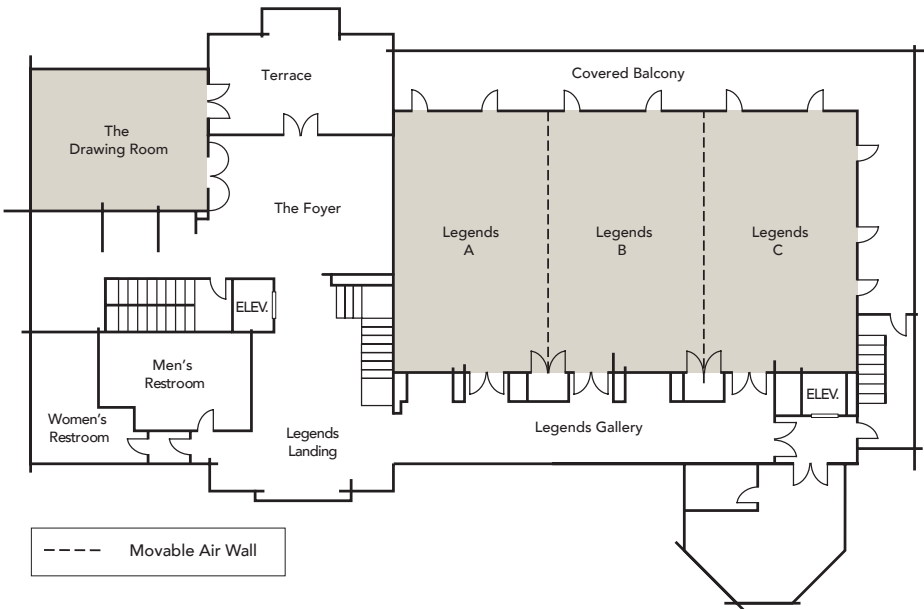 Terrace
Covered Balcony
The
Drawing Room
The Foyer
Legends
A
Legends
B
Legends
C
ELEV.
Men's
Restroom
Women's
Restroom
Legends
Landing
Legends Gallery
ELEV.
Movable Air Wall